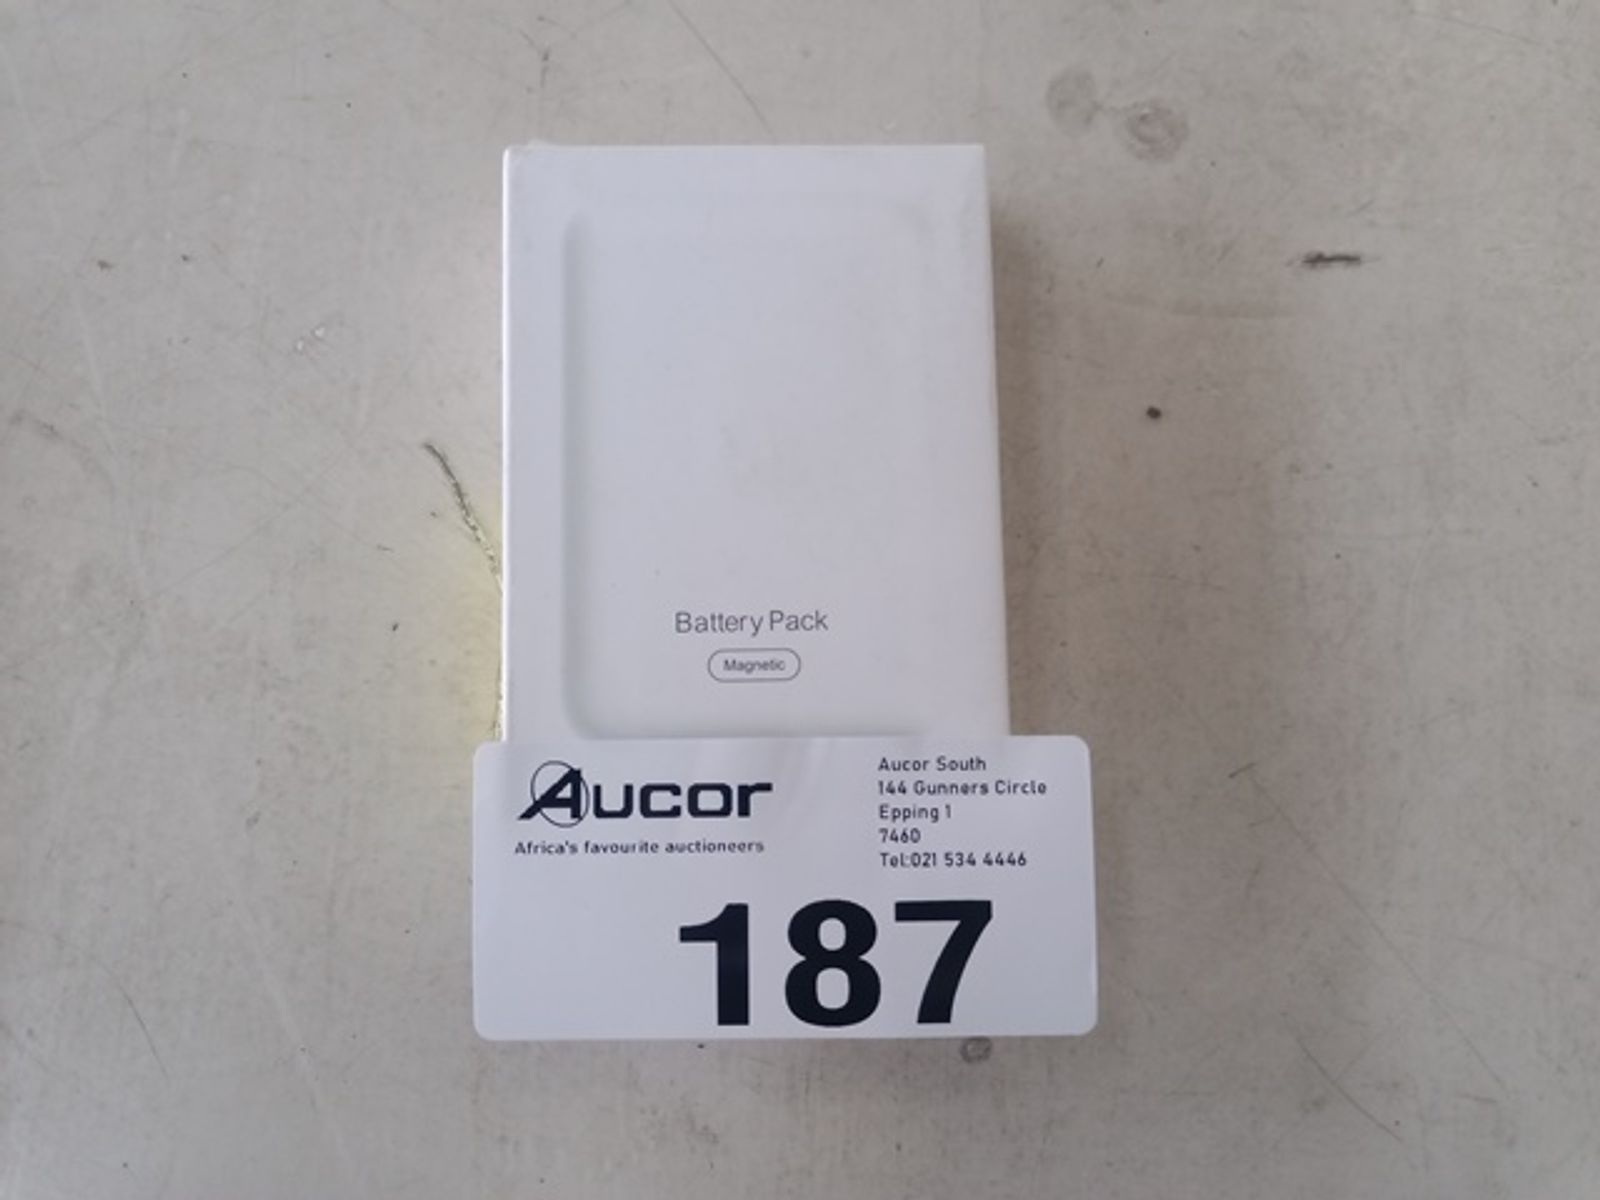 Battery Pack
Magnetic
Aucor
Africa's favourite auctioneers
Aucor South
144 Gunners Circle
Epping 1
7460
Tel:021 534 4446
187